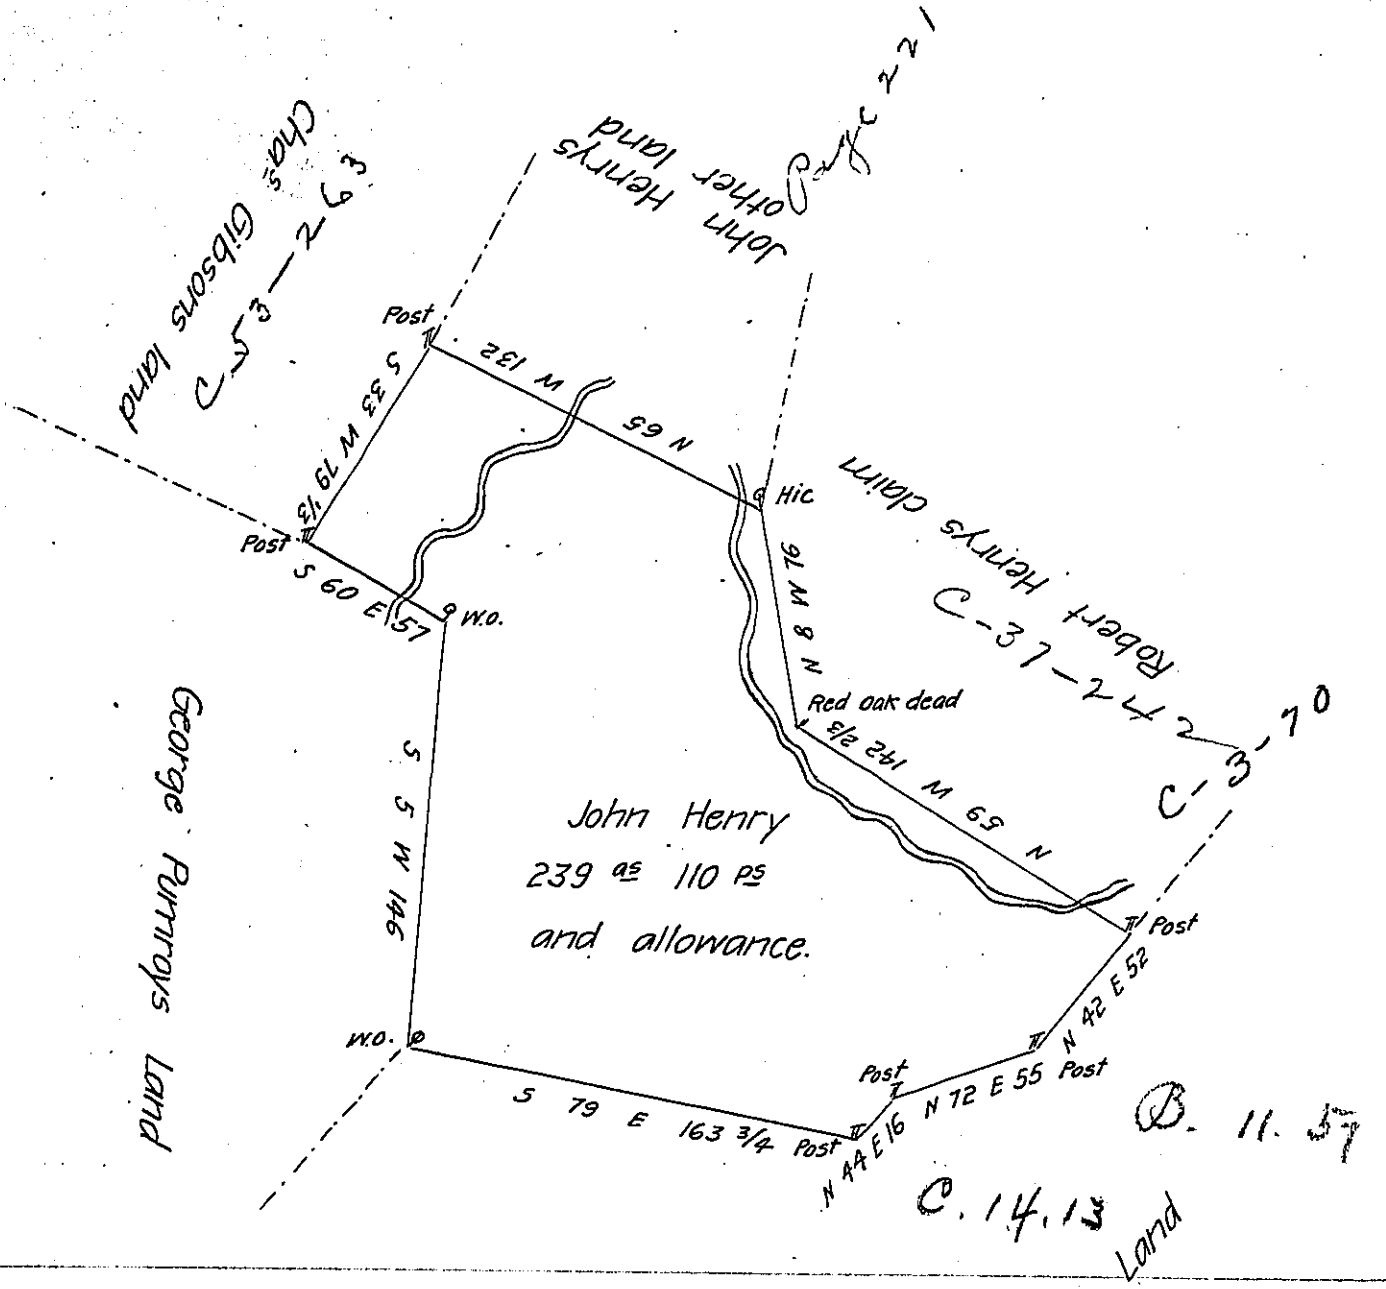 Page 221
John Henrys
other land
Chas Gibsons land
C-53-263
Post
S 33 W 79 1/3
N 65 W 132
Hic
Post
S 60 E 57
W.o.
N 8 W 76
Robert Henrys claim
C-37-242
C-3-70
Red oak dead
N 59 W 142 2/3
S 5 W 146
George Pumroys Land
John Henry
239 as 110 ps
and allowance.
Post
N 42 E 52
W.o.
S 79 E 163 3/4
Post
N 44 E 16
Post
N 72 E 55
Post
B. 11. 57
C. 14. 13
Land